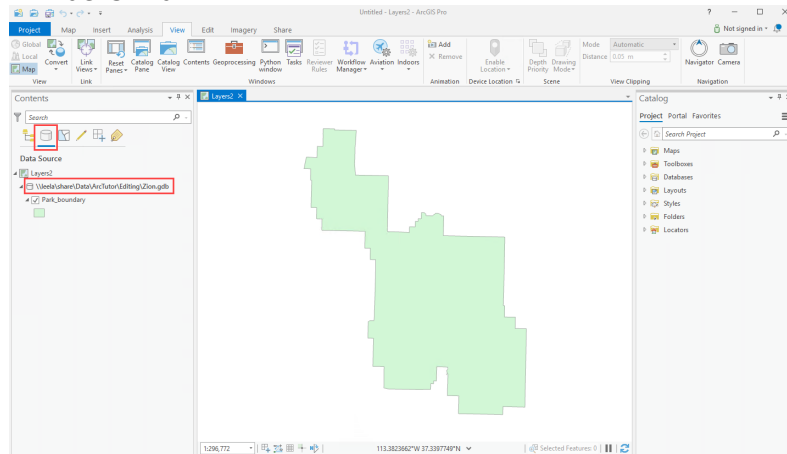 Untitled - Layers2 - ArcGIS Pro
? 
Project Map Insert Analysis View Edit Imagery Share
Not signed in
Global
Local
Map
Convert
Link Views
Reset Panes
Catalog Pane
Catalog View
Contents
Geoprocessing
Python window
Tasks
Reviewer Rules
Workflow Manager
Aviation
Indoors
Add
Remove
Enable Location
Depth Priority
Drawing Mode
Mode Automatic
Distance 0.03 m
Navigator
Camera
View Link Windows Animation Device Location Scene View Clipping Navigation
Contents
Search
Data Source
Layers2
\\leela\share\Data\ArcTutor\Editing\Zion.gdb
Park_boundary
Layers2
1:296,772
113.3823662°W 37.3397749°N
Selected Features: 0
Catalog
Project Portal Favorites
Search Project
Maps
Toolboxes
Databases
Layouts
Styles
Folders
Locators